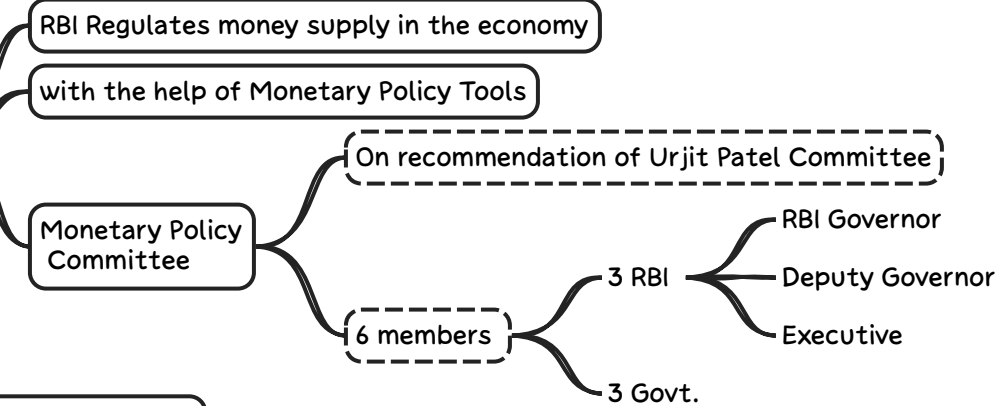 RBI Regulates money supply in the economy
with the help of Monetary Policy Tools
On recommendation of Urjit Patel Committee
Monetary Policy
Committee
6 members
3 RBI
RBI Governor
Deputy Governor
Executive
3 Govt.